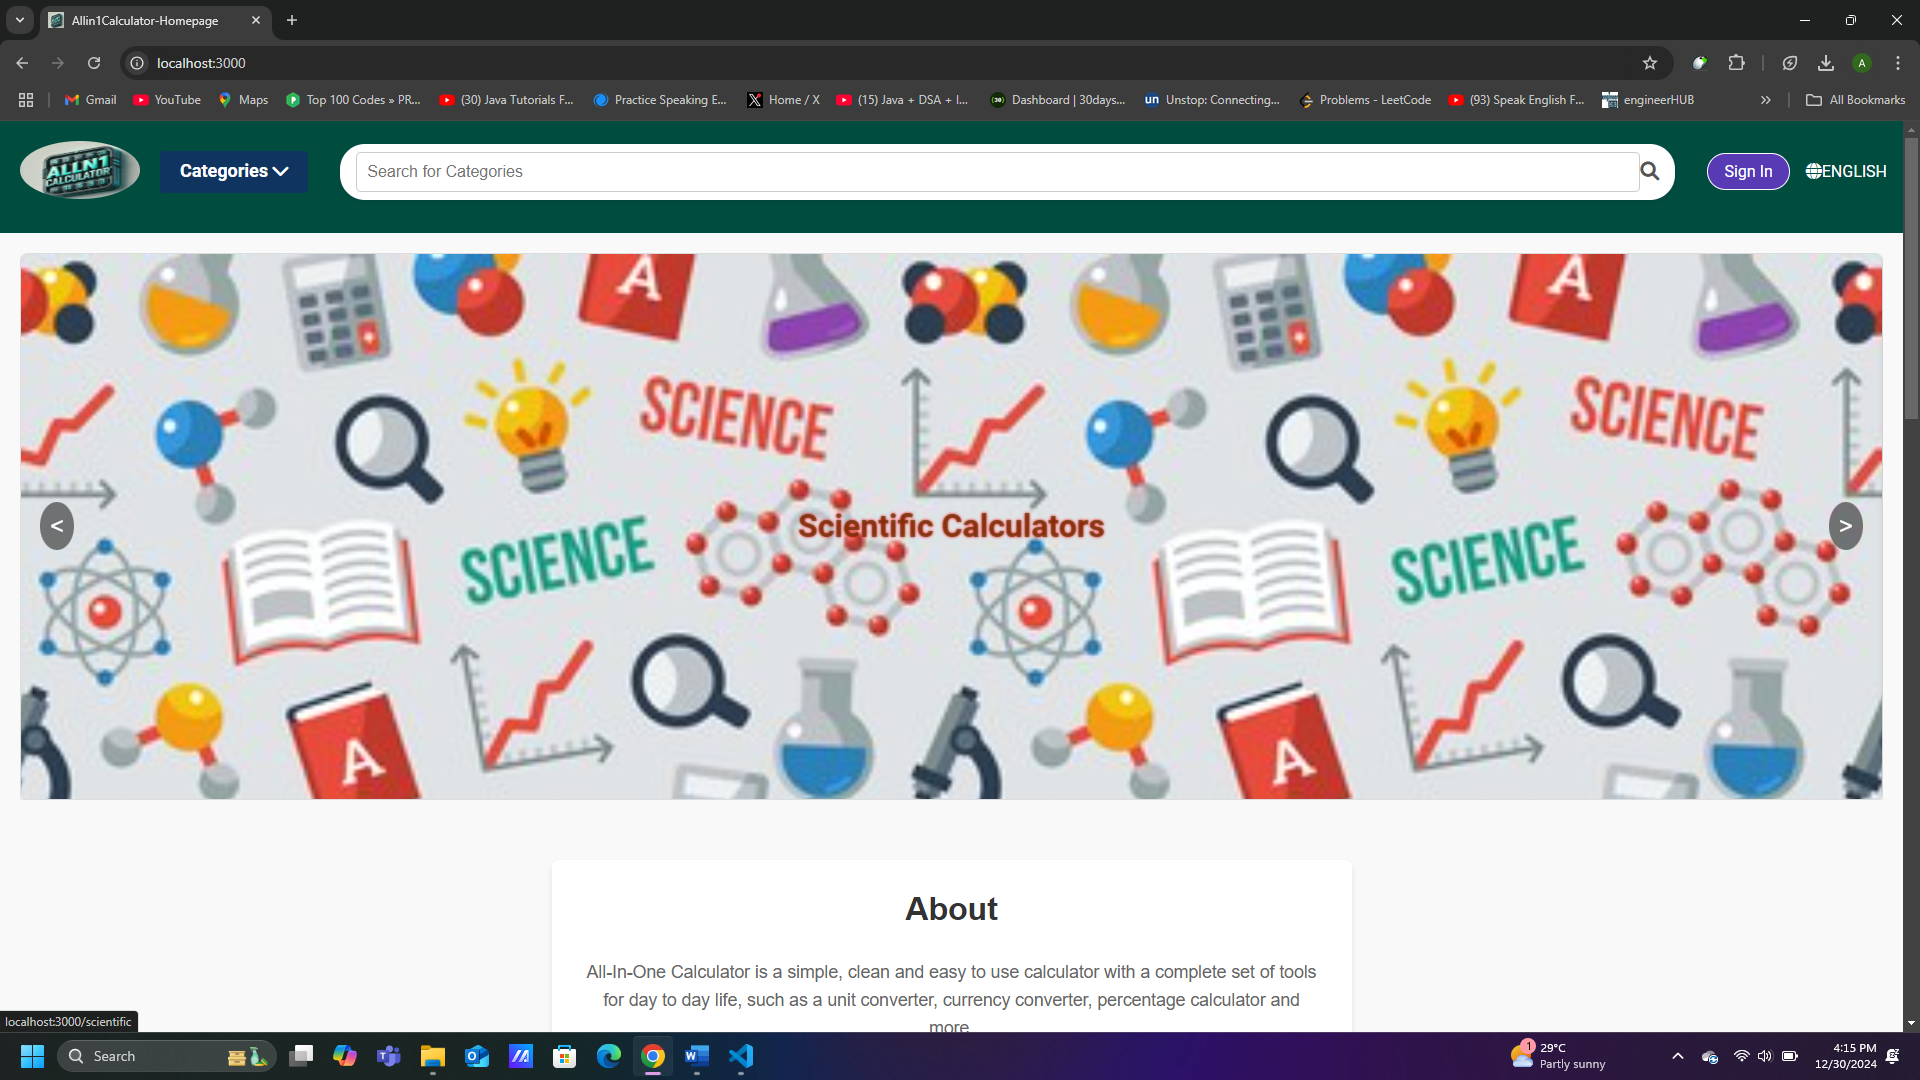 Allin1Calculator-Homepage
localhost:3000
Gmail
YouTube
Maps
Top 100 Codes » PR...
(30) Java Tutorials F...
Practice Speaking E...
Home / X
(15) Java + DSA + I...
Dashboard | 30days...
Unstop: Connecting...
Problems - LeetCode
(93) Speak English F...
engineerHUB
All Bookmarks
ALLN1
CALCULATOR
Categories
Search for Categories
Sign In
ENGLISH
A
A
SCIENCE
SCIENCE
Scientific Calculators
<
>
SCIENCE
SCIENCE
A
A
About
All-In-One Calculator is a simple, clean and easy to use calculator with a complete set of tools
for day to day life, such as a unit converter, currency converter, percentage calculator and
more
localhost:3000/scientific
Search
1
29°C
Partly sunny
4:15 PM
12/30/2024